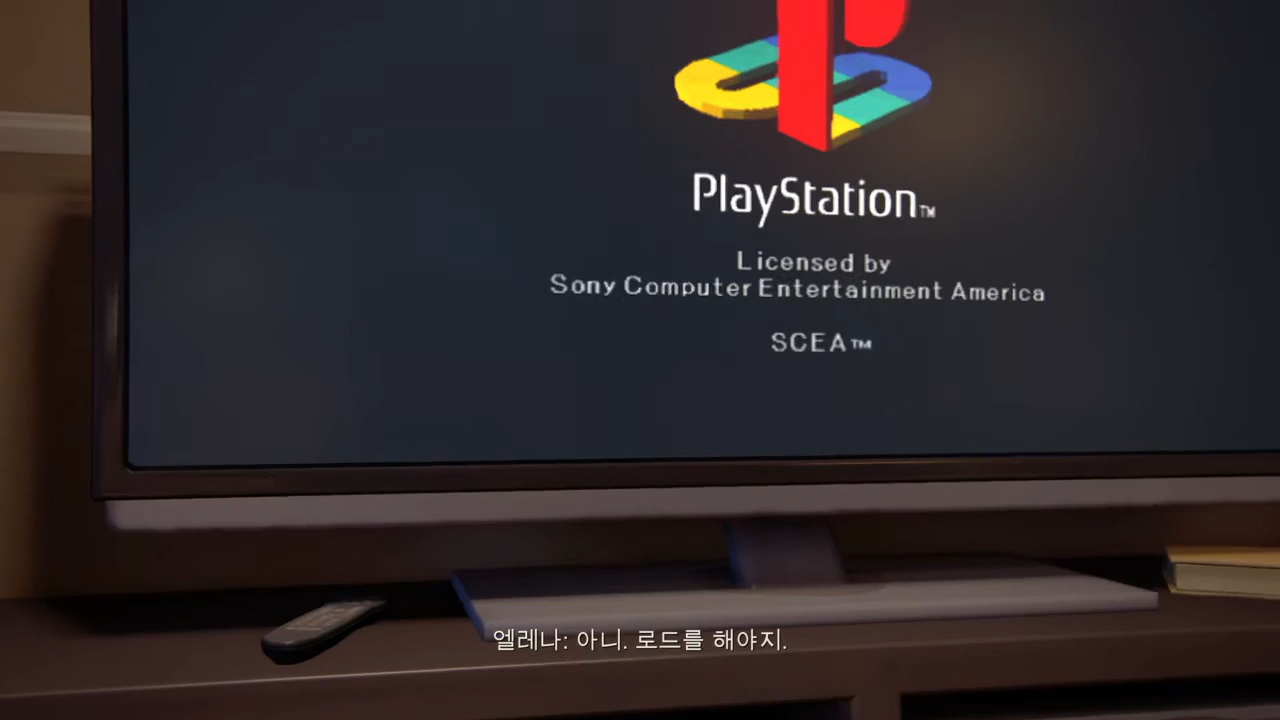 PlayStation™
Licensed by
Sony Computer Entertainment America
SCEA™
엘레나: 아니. 로드를 해야지.